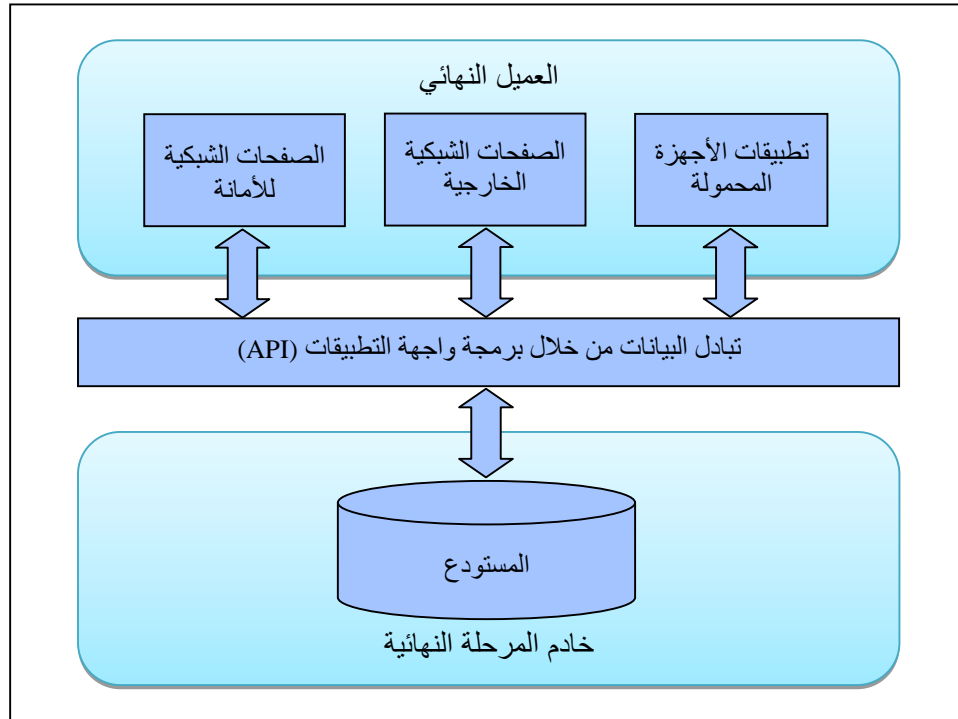 العميل النهائي
تطبيقات الأجهزة
المحمولة
الصفحات الشبكية
الخارجية
الصفحات الشبكية
للأمانة
تبادل البيانات من خلال برمجة واجهة التطبيقات (API)
المستودع
خادم المرحلة النهائية